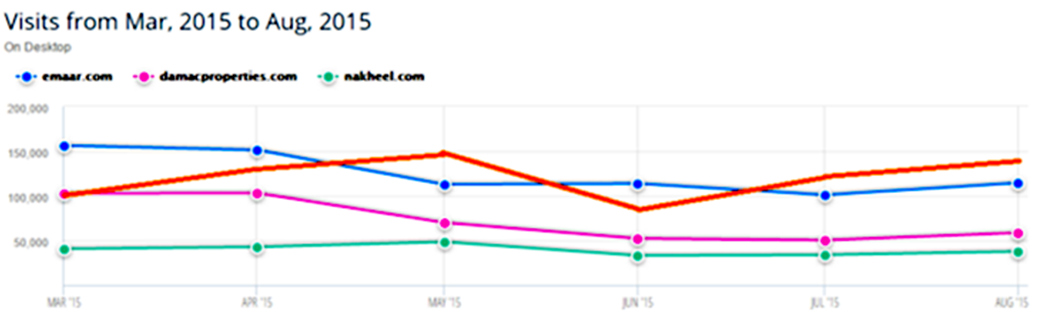 Visits from Mar, 2015 to Aug, 2015
On Desktop
emaar.com damacproperties.com nakheel.com
200,000
150,000
100,000
50,000
MAR '15 APR '15 MAY '15 JUN '15 JUL '15 AUG '15